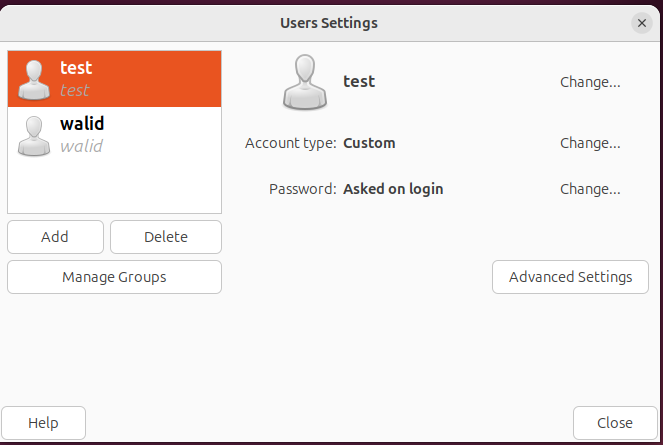 Users Settings
test
test
walid
walid
Add
Delete
Manage Groups
test
Change...
Account type: Custom
Change...
Password: Asked on login
Change...
Advanced Settings
Help
Close